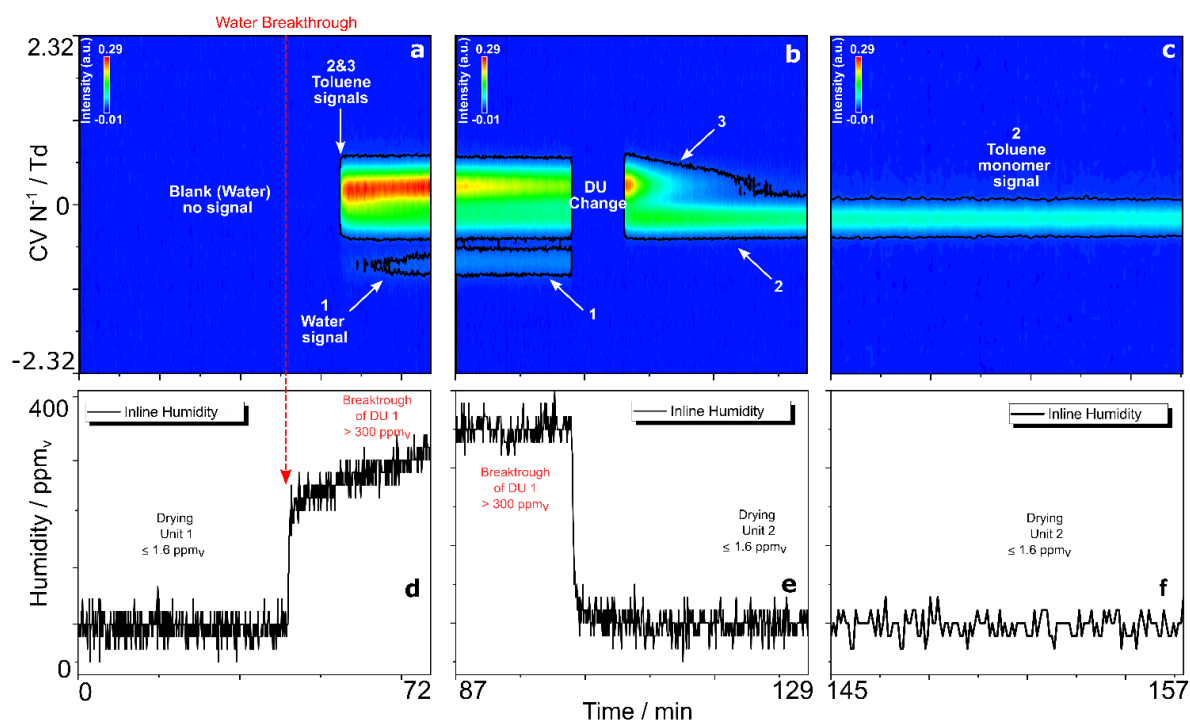 Water Breakthrough
2.32
0
-2.32
CV N⁻¹ / Td
0.29
-0.01
Intensity (a.u.)
a
2&3
Toluene
signals
Blank (Water)
no signal
1
Water
signal
0.29
-0.01
Intensity (a.u.)
b
3
DU
Change
2
1
0.29
-0.01
Intensity (a.u.)
c
2
Toluene
monomer
signal
400
0
Humidity / ppmᵥ
Inline Humidity
Breakthrough
of DU 1
> 300 ppmᵥ
Drying
Unit 1
≤ 1.6 ppmᵥ
d
0
72
Inline Humidity
Breaktrough
of DU 1
> 300 ppmᵥ
Drying
Unit 2
≤ 1.6 ppmᵥ
e
87
129
Inline Humidity
Drying
Unit 2
≤ 1.6 ppmᵥ
f
145
157
Time / min